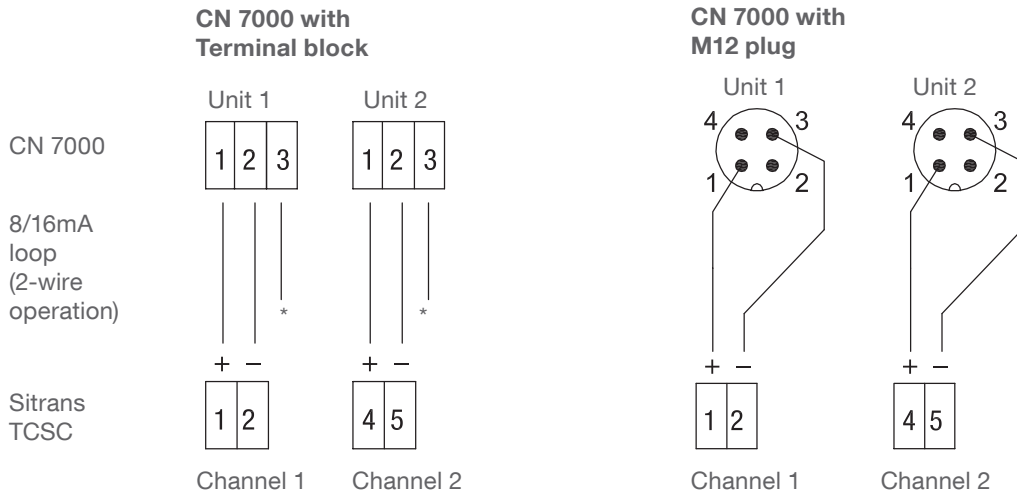 CN 7000 with
Terminal block
CN 7000 with
M12 plug
Unit 1
Unit 2
Unit 1
Unit 2
CN 7000
1 2 3
1 2 3
4 3
1 2
4 3
1 2
8/16mA
loop
(2-wire
operation)
* *
+ −
+ −
+ −
+ −
Sitrans
TCSC
1 2
4 5
1 2
4 5
Channel 1
Channel 2
Channel 1
Channel 2